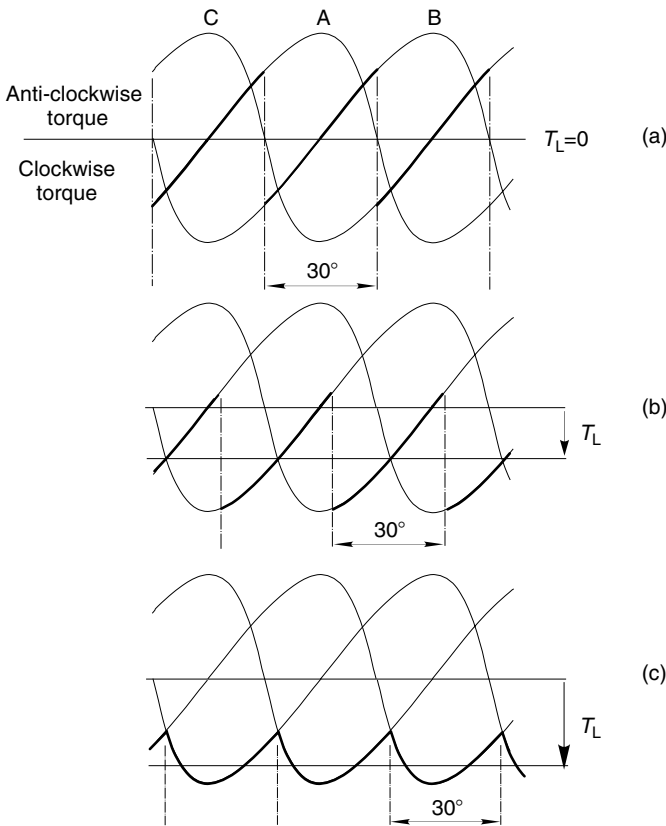 C A B
Anti-clockwise
torque
T_L=0 (a)
Clockwise
torque
30°
(b)
T_L
30°
(c)
T_L
30°